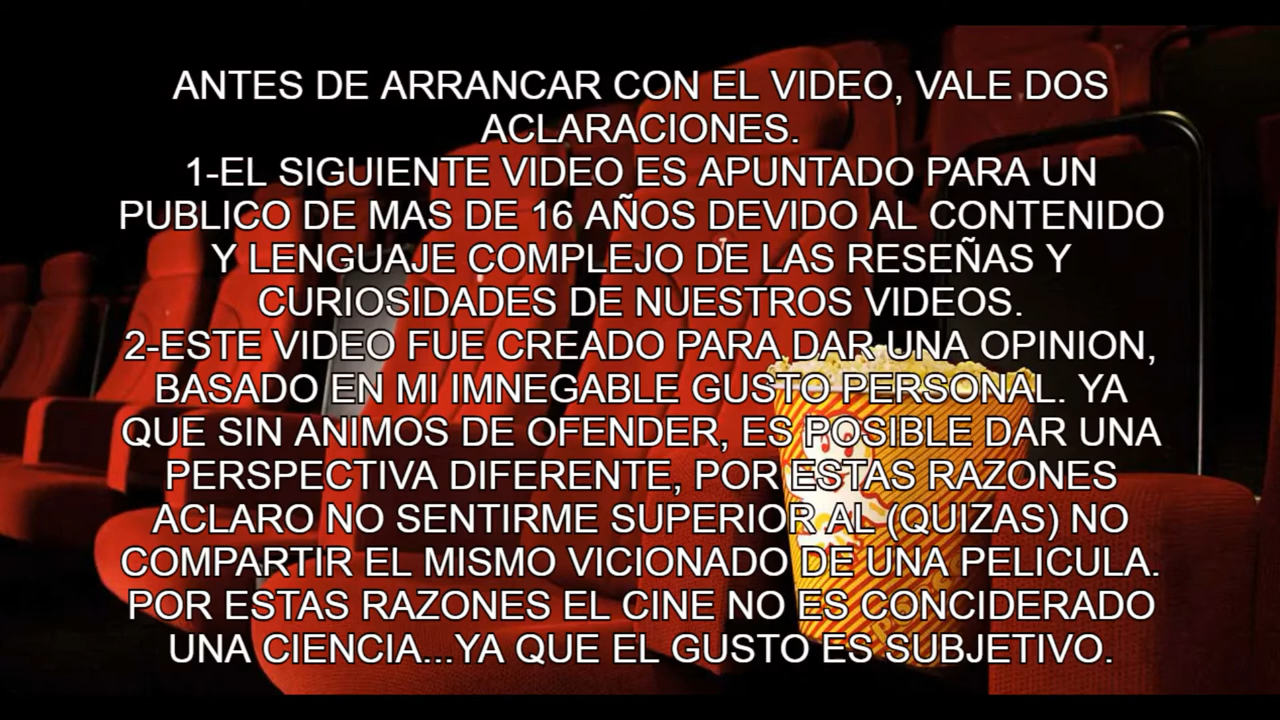 ANTES DE ARRANCAR CON EL VIDEO, VALE DOS
ACLARACIONES.
1-EL SIGUIENTE VIDEO ES APUNTADO PARA UN
PUBLICO DE MAS DE 16 AÑOS DEVIDO AL CONTENIDO
Y LENGUAJE COMPLEJO DE LAS RESEÑAS Y
CURIOSIDADES DE NUESTROS VIDEOS.
2-ESTE VIDEO FUE CREADO PARA DAR UNA OPINION,
BASADO EN MI IMNEGABLE GUSTO PERSONAL. YA
QUE SIN ANIMOS DE OFENDER, ES POSIBLE DAR UNA
PERSPECTIVA DIFERENTE, POR ESTAS RAZONES
ACLARO NO SENTIRME SUPERIOR AL (QUIZAS) NO
COMPARTIR EL MISMO VICIONADO DE UNA PELICULA.
POR ESTAS RAZONES EL CINE NO ES CONCIDERADO
UNA CIENCIA...YA QUE EL GUSTO ES SUBJETIVO.